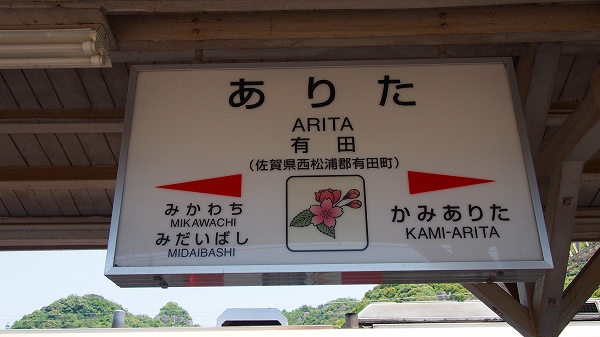 ありた
ARITA
有田
(佐賀県西松浦郡有田町)
みかわち
MIKAWACHI
みだいばし
MIDAIBASHI
かみありた
KAMI-ARITA